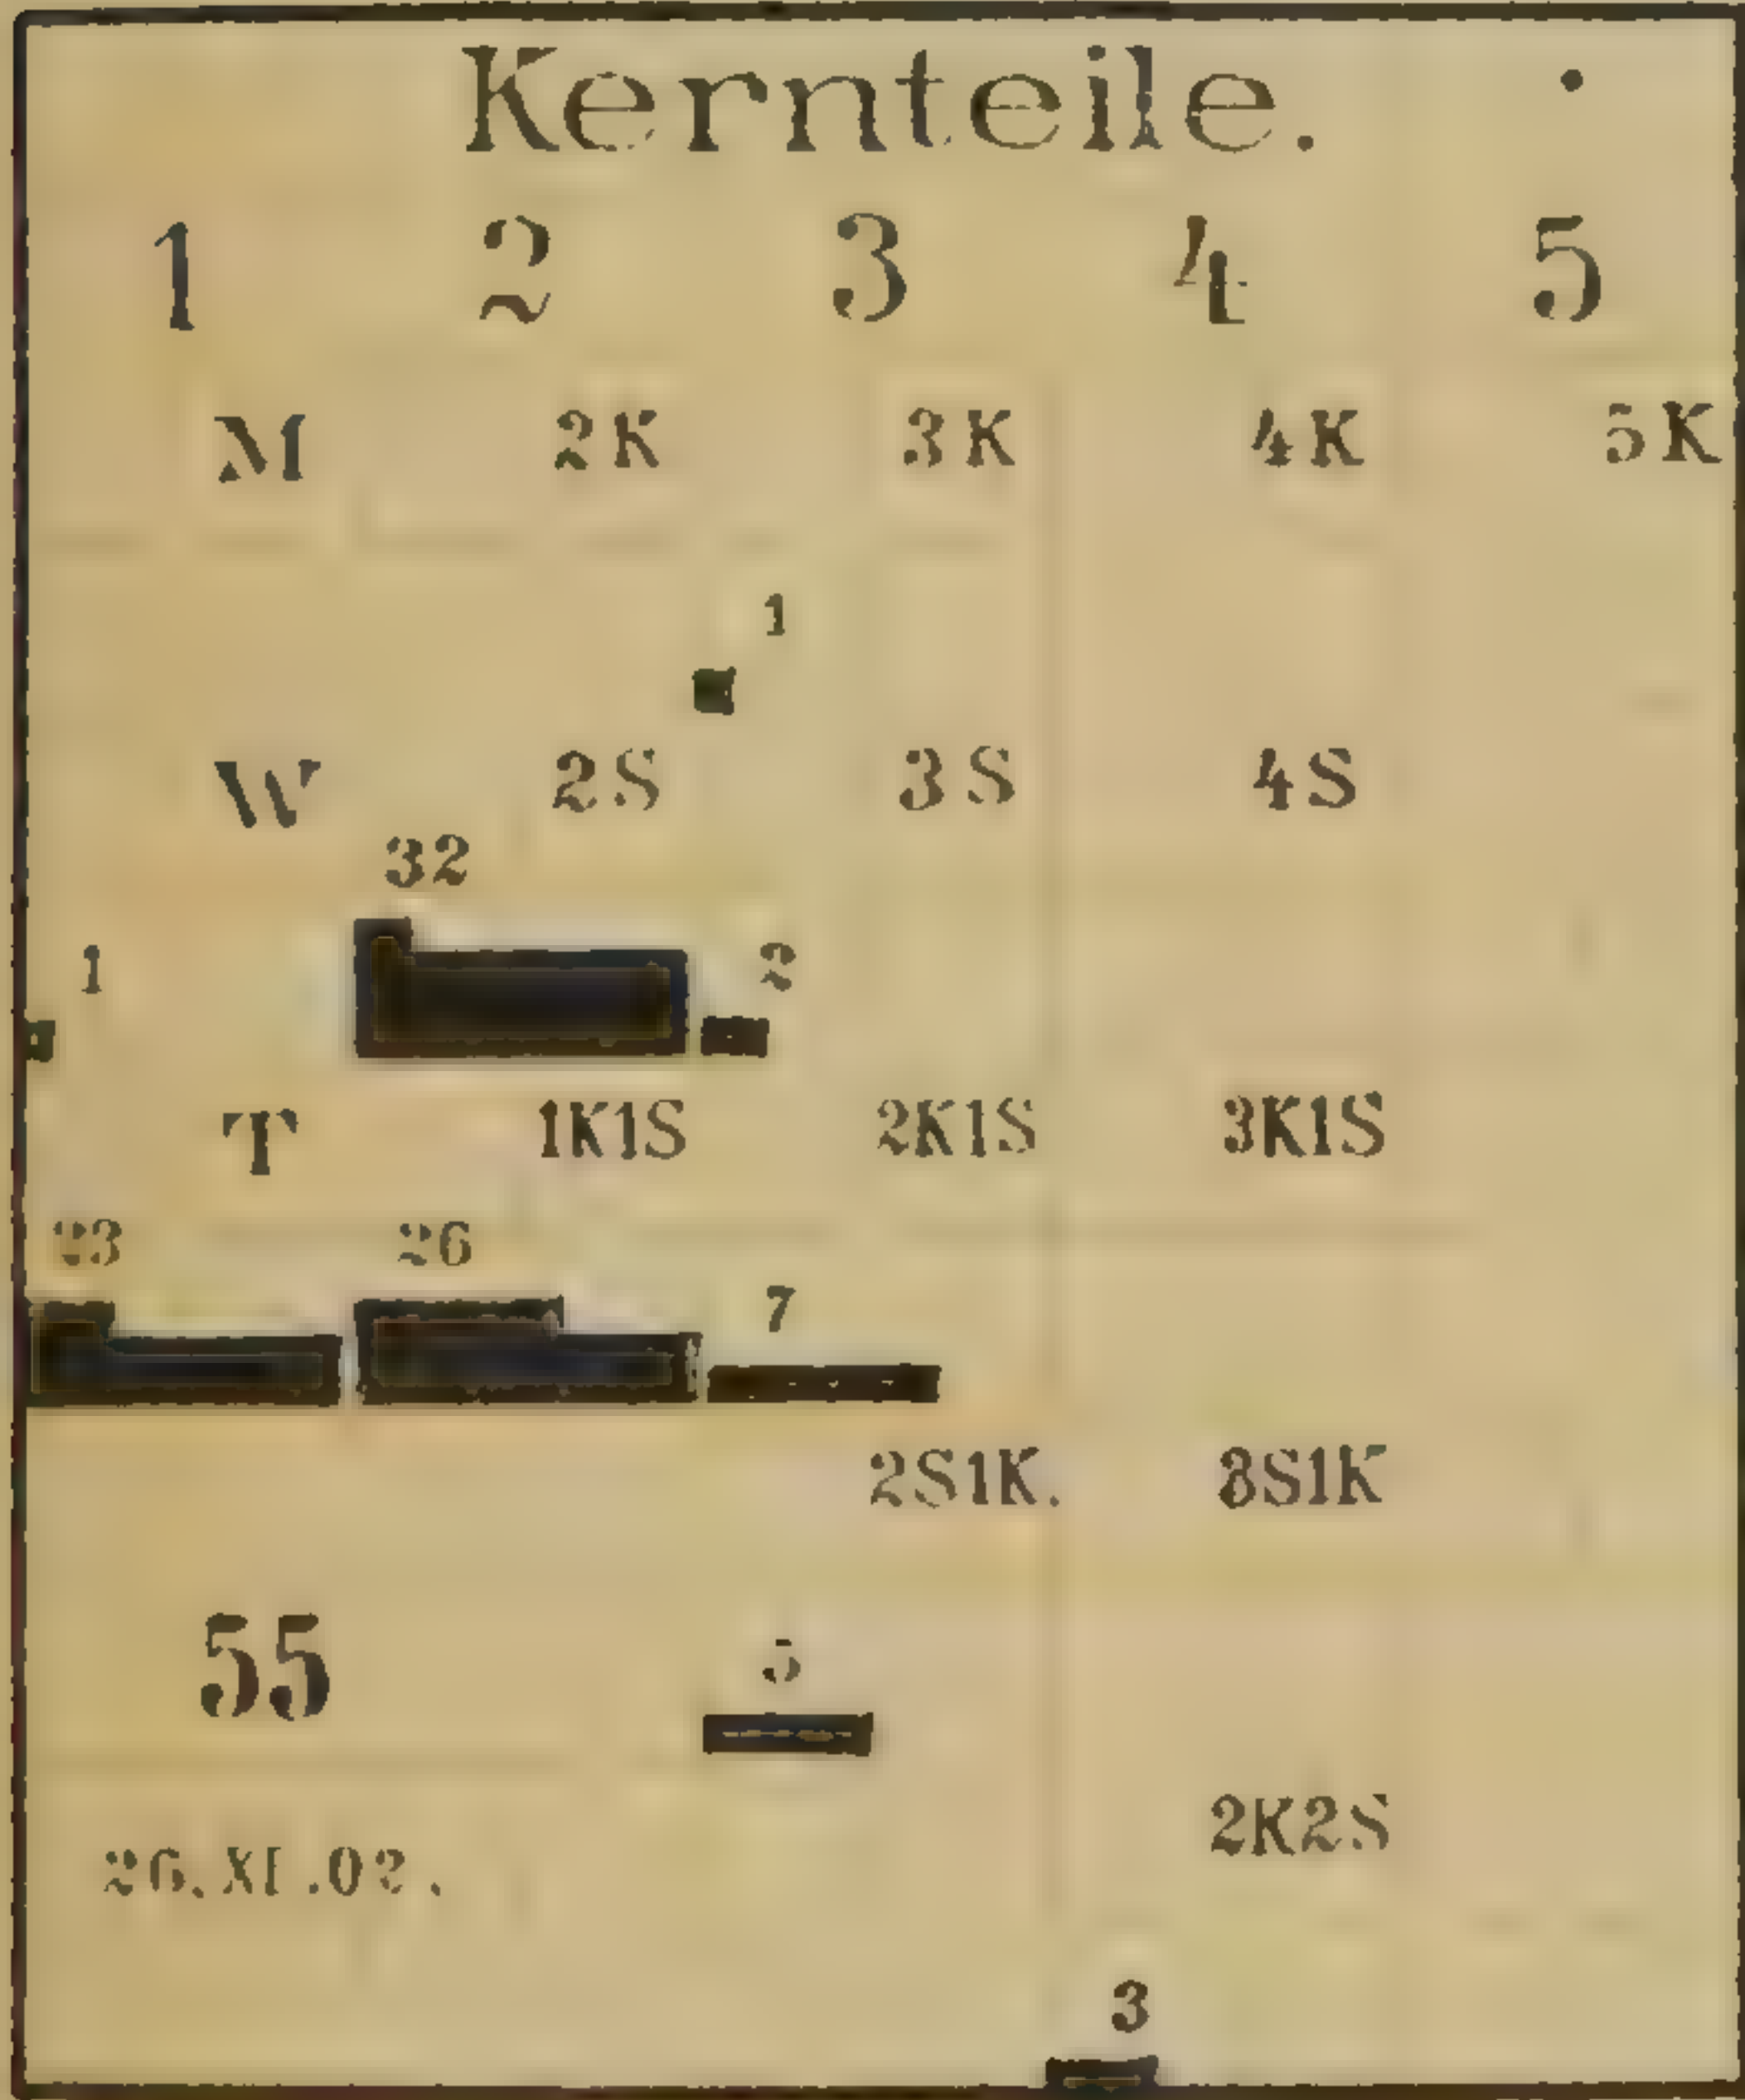 Kernteile.
1 2 3 4 5
M 2K 3K 4K 5K
1
W 2S 3S 4S
32
1 2
T 1K1S 2K1S 3K1S
23 26
7
2S1K. 3S1K
55 5
2K2S
26.XI.02.
3